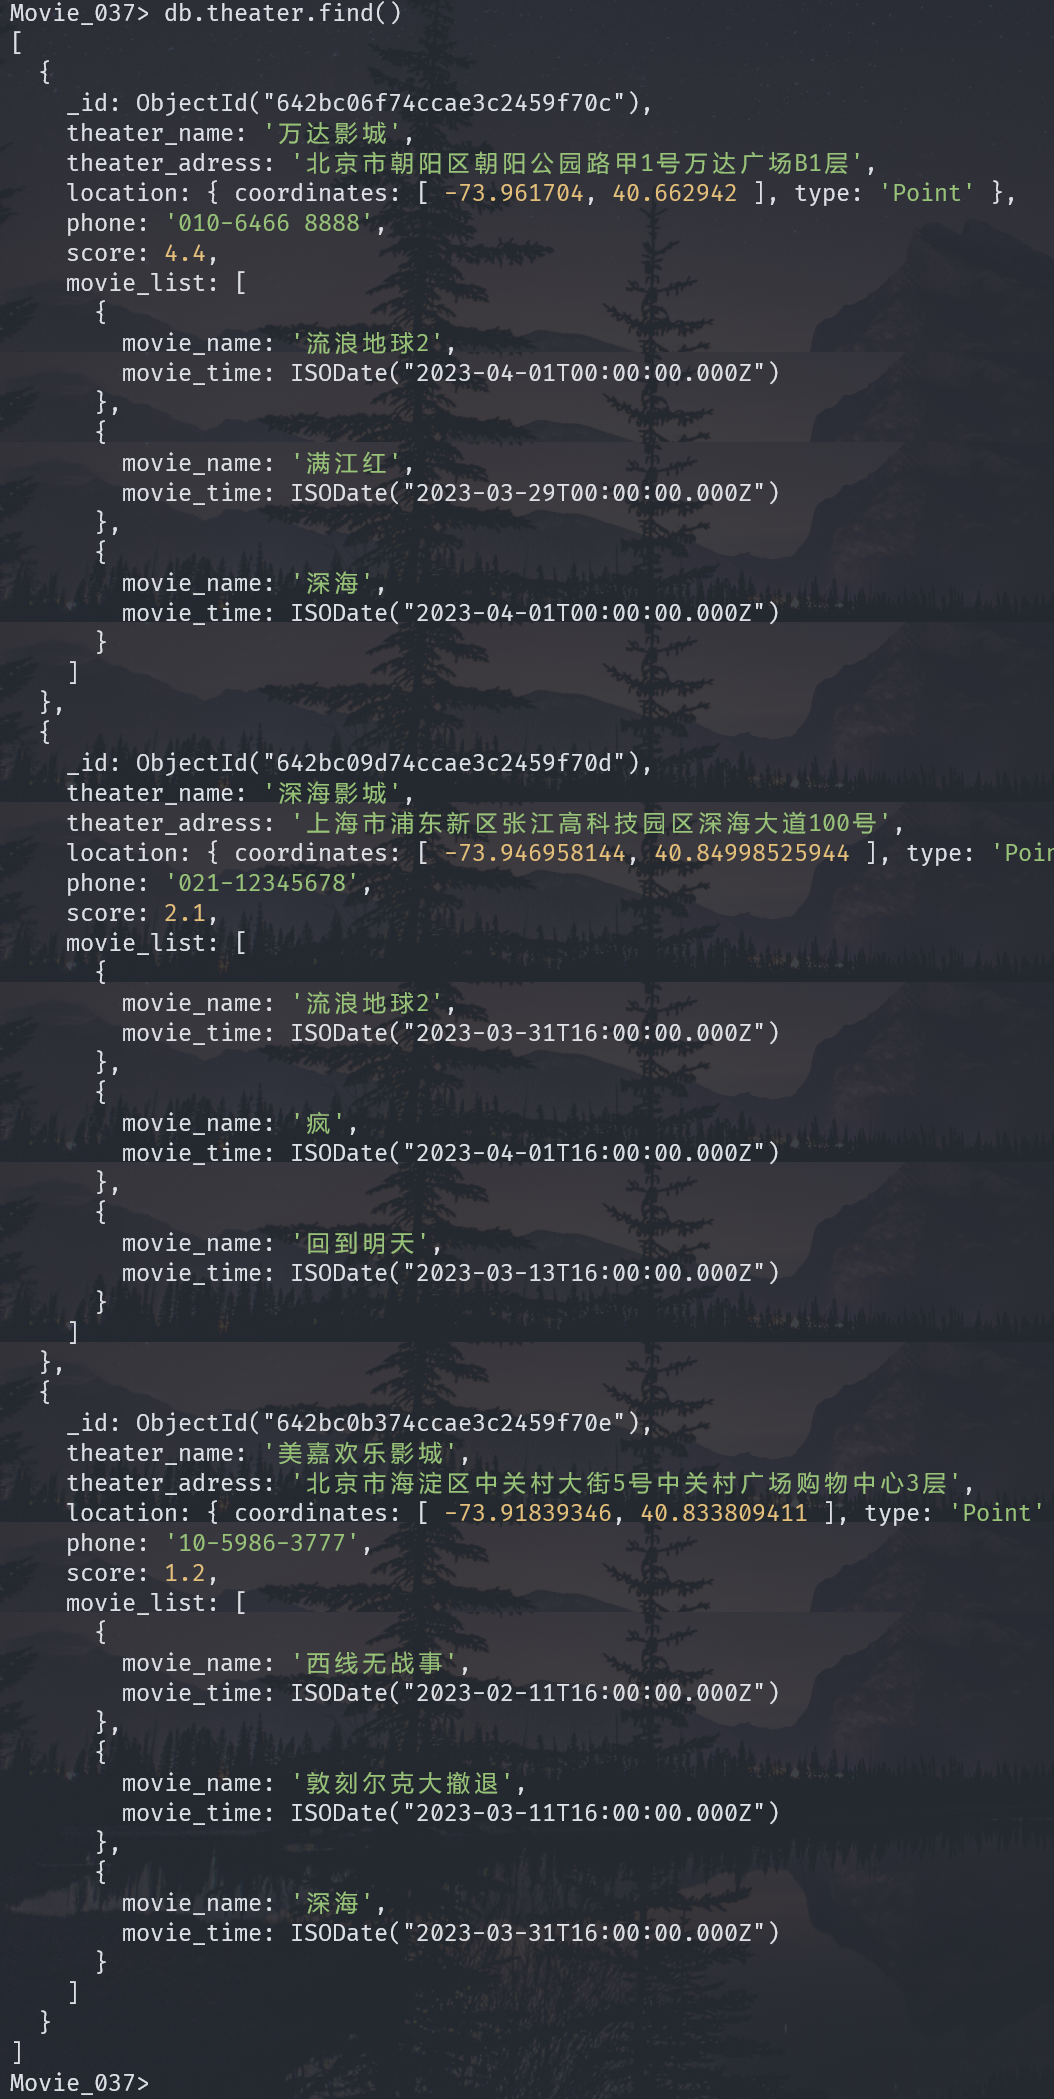 Movie_037> db.theater.find()
[
  {
    _id: ObjectId("642bc06f74ccae3c2459f70c"),
    theater_name: '万达影城',
    theater_adress: '北京市朝阳区朝阳公园路甲1号万达广场B1层',
    location: { coordinates: [ -73.961704, 40.662942 ], type: 'Point' },
    phone: '010-6466 8888',
    score: 4.4,
    movie_list: [
      {
        movie_name: '流浪地球2',
        movie_time: ISODate("2023-04-01T00:00:00.000Z")
      },
      {
        movie_name: '满江红',
        movie_time: ISODate("2023-03-29T00:00:00.000Z")
      },
      {
        movie_name: '深海',
        movie_time: ISODate("2023-04-01T00:00:00.000Z")
      }
    ]
  },
  {
    _id: ObjectId("642bc09d74ccae3c2459f70d"),
    theater_name: '深海影城',
    theater_adress: '上海市浦东新区张江高科技园区深海大道100号',
    location: { coordinates: [ -73.946958144, 40.84998525944 ], type: 'Poin
    phone: '021-12345678',
    score: 2.1,
    movie_list: [
      {
        movie_name: '流浪地球2',
        movie_time: ISODate("2023-03-31T16:00:00.000Z")
      },
      {
        movie_name: '疯',
        movie_time: ISODate("2023-04-01T16:00:00.000Z")
      },
      {
        movie_name: '回到明天',
        movie_time: ISODate("2023-03-13T16:00:00.000Z")
      }
    ]
  },
  {
    _id: ObjectId("642bc0b374ccae3c2459f70e"),
    theater_name: '美嘉欢乐影城',
    theater_adress: '北京市海淀区中关村大街5号中关村广场购物中心3层',
    location: { coordinates: [ -73.91839346, 40.833809411 ], type: 'Point'
    phone: '10-5986-3777',
    score: 1.2,
    movie_list: [
      {
        movie_name: '西线无战事',
        movie_time: ISODate("2023-02-11T16:00:00.000Z")
      },
      {
        movie_name: '敦刻尔克大撤退',
        movie_time: ISODate("2023-03-11T16:00:00.000Z")
      },
      {
        movie_name: '深海',
        movie_time: ISODate("2023-03-31T16:00:00.000Z")
      }
    ]
  }
]
Movie_037>